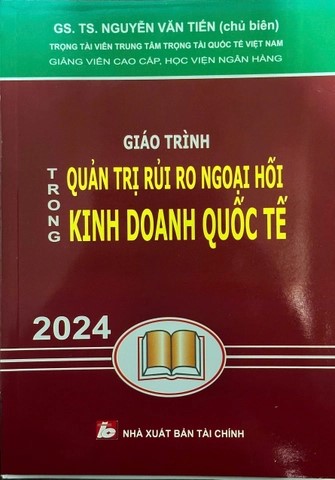 GS. TS. NGUYỄN VĂN TIẾN (chủ biên)
TRỌNG TÀI VIÊN TRUNG TÂM TRỌNG TÀI QUỐC TẾ VIỆT NAM
GIẢNG VIÊN CAO CẤP, HỌC VIỆN NGÂN HÀNG
GIÁO TRÌNH
QUẢN TRỊ RỦI RO NGOẠI HỐI
TRONG
KINH DOANH QUỐC TẾ
2024
NHÀ XUẤT BẢN TÀI CHÍNH